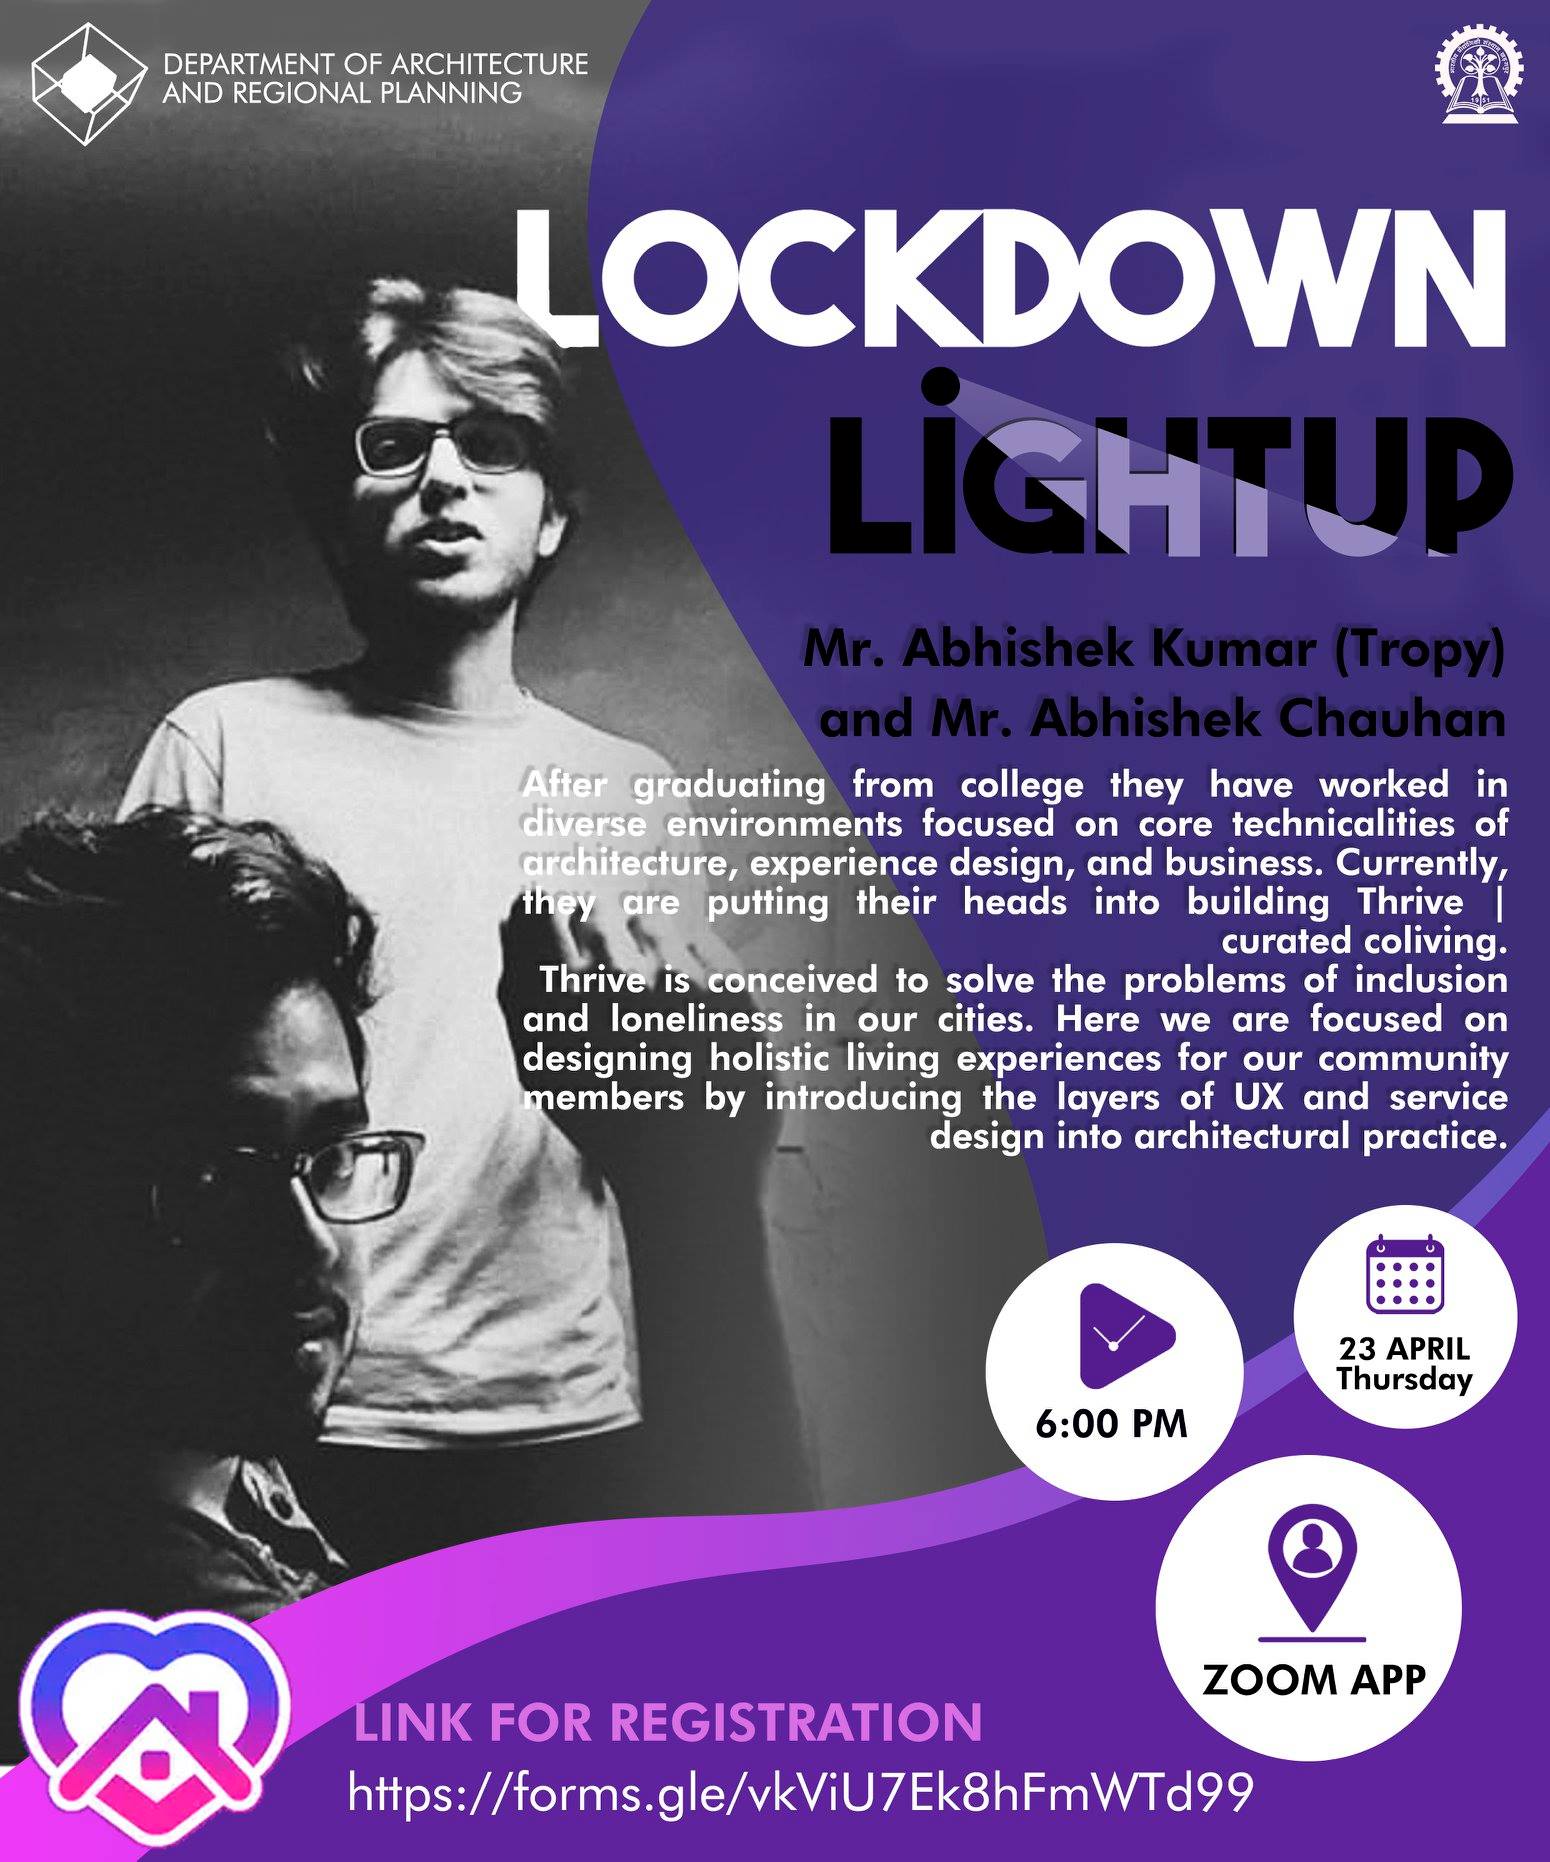 DEPARTMENT OF ARCHITECTURE
AND REGIONAL PLANNING
1951
LOCKDOWN
LiGHTUP
Mr. Abhishek Kumar (Tropy)
and Mr. Abhishek Chauhan
After graduating from college they have worked in
diverse environments focused on core technicalities of
architecture, experience design, and business. Currently,
they are putting their heads into building Thrive |
curated coliving.
Thrive is conceived to solve the problems of inclusion
and loneliness in our cities. Here we are focused on
designing holistic living experiences for our community
members by introducing the layers of UX and service
design into architectural practice.
23 APRIL
Thursday
6:00 PM
ZOOM APP
LINK FOR REGISTRATION
https://forms.gle/vkViU7Ek8hFmWTd99